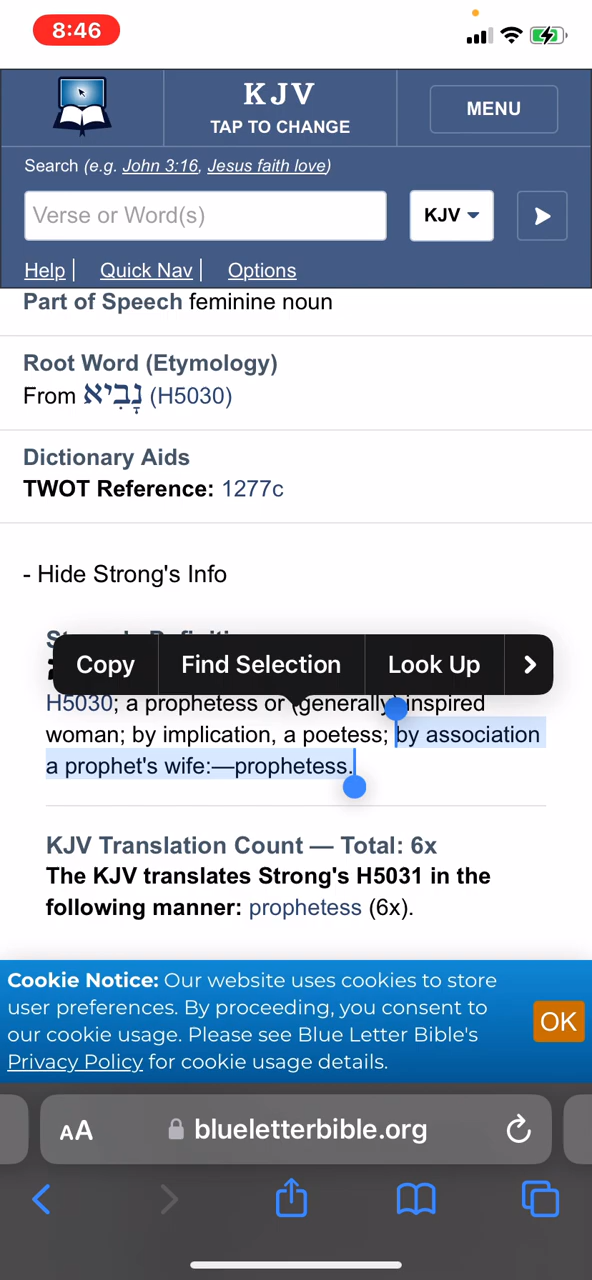 8:46
KJV
TAP TO CHANGE
MENU
Search (e.g. John 3:16, Jesus faith love)
Verse or Word(s)
KJV
Help | Quick Nav | Options
Part of Speech feminine noun
Root Word (Etymology)
From נָבִיא (H5030)
Dictionary Aids
TWOT Reference: 1277c
- Hide Strong's Info
Copy Find Selection Look Up
H5030; a prophetess or (generally) inspired
woman; by implication, a poetess; by association
a prophet's wife:—prophetess.
KJV Translation Count — Total: 6x
The KJV translates Strong's H5031 in the
following manner: prophetess (6x).
Cookie Notice: Our website uses cookies to store
user preferences. By proceeding, you consent to
our cookie usage. Please see Blue Letter Bible's
Privacy Policy for cookie usage details.
OK
AA blueletterbible.org